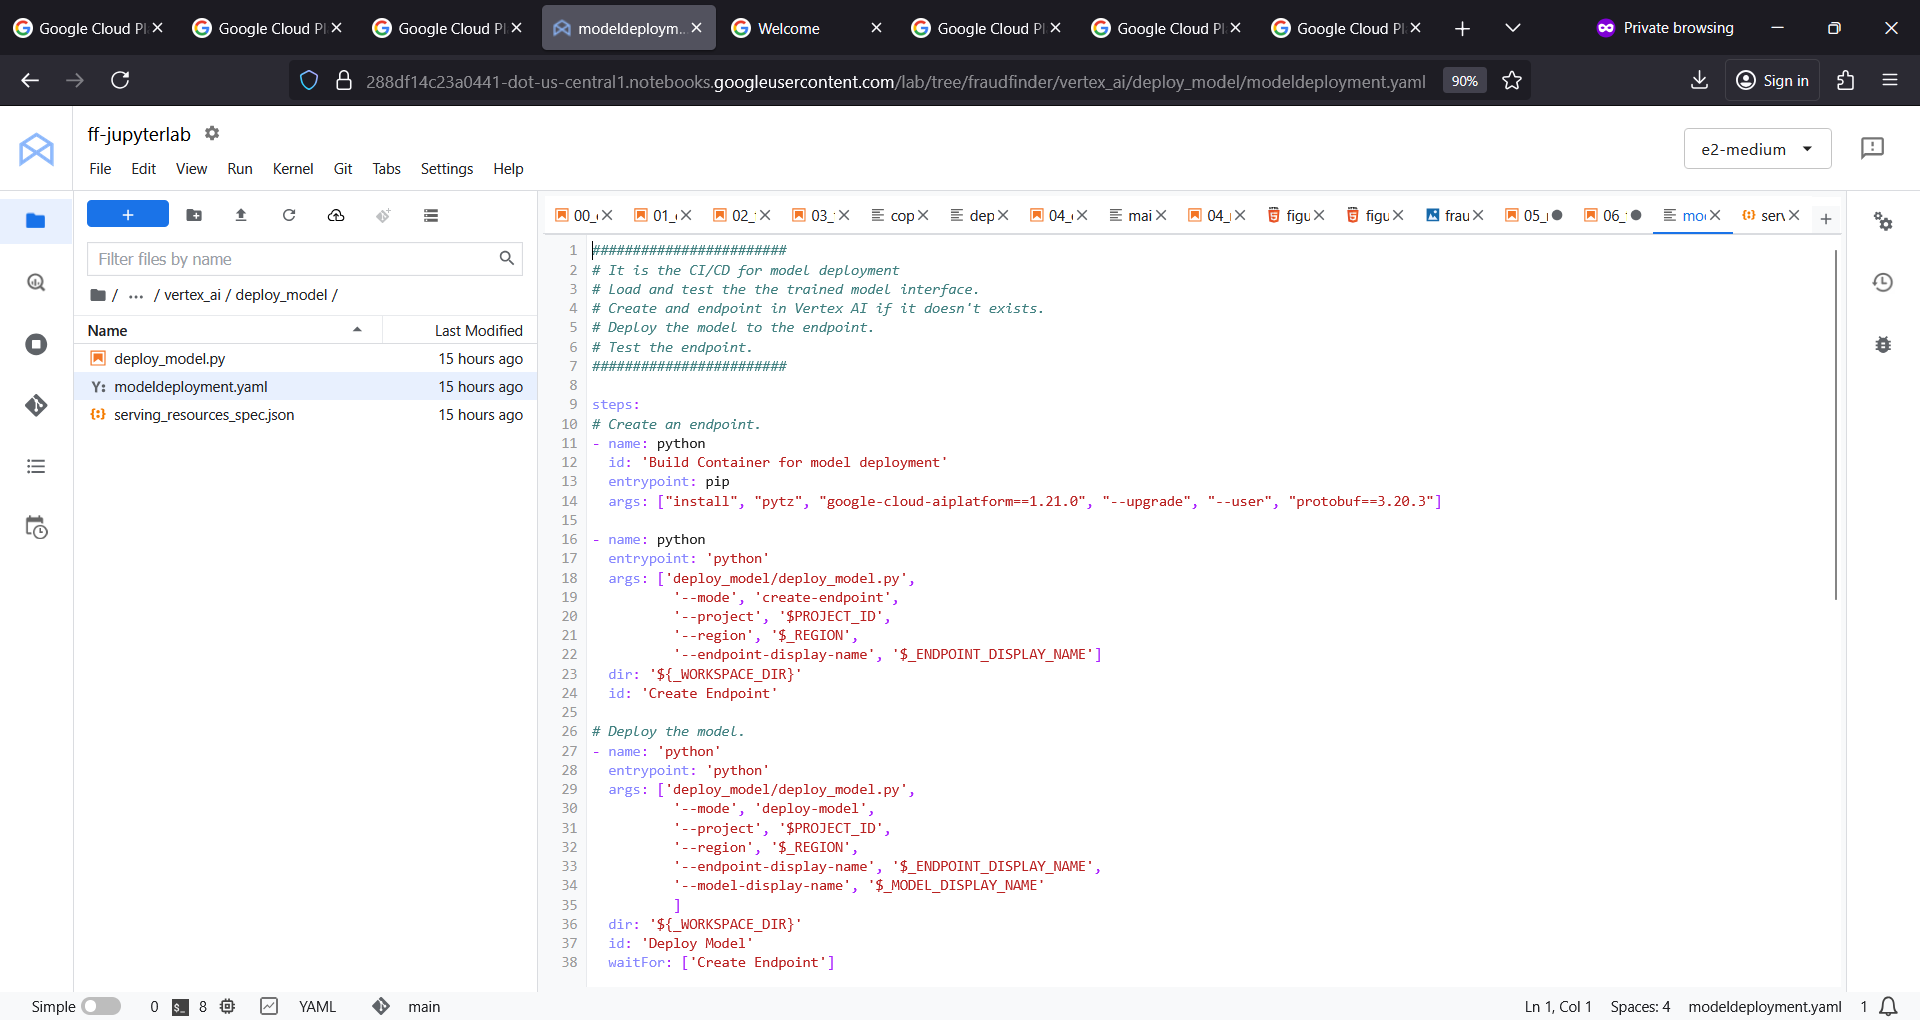 Google Cloud Pl
Google Cloud Pl
Google Cloud P
modeldeploym...
Welcome
Google Cloud Pl
Google Cloud Pl
Google Cloud Pl
Private browsing
288df14c23a0441-dot-us-central1.notebooks.googleusercontent.com/lab/tree/fraudfinder/vertex_ai/deploy_model/modeldeployment.yaml
90%
Sign in
ff-jupyterlab
File Edit View Run Kernel Git Tabs Settings Help
e2-medium
+
Filter files by name
/ ... / vertex_ai / deploy_model /
Name Last Modified
deploy_model.py 15 hours ago
Y: modeldeployment.yaml 15 hours ago
serving_resources_spec.json 15 hours ago
00_ 01_ 02_ 03_ cop dep 04_ mai 04_ figu figu frau 05_ 06_ mo serv +
1 ########################
2 # It is the CI/CD for model deployment
3 # Load and test the the trained model interface.
4 # Create and endpoint in Vertex AI if it doesn't exists.
5 # Deploy the model to the endpoint.
6 # Test the endpoint.
7 ########################
8
9 steps:
10 # Create an endpoint.
11 - name: python
12 id: 'Build Container for model deployment'
13 entrypoint: pip
14 args: ["install", "pytz", "google-cloud-aiplatform==1.21.0", "--upgrade", "--user", "protobuf==3.20.3"]
15
16 - name: python
17 entrypoint: 'python'
18 args: ['deploy_model/deploy_model.py',
19 '--mode', 'create-endpoint',
20 '--project', '$PROJECT_ID',
21 '--region', '$_REGION',
22 '--endpoint-display-name', '$_ENDPOINT_DISPLAY_NAME']
23 dir: '${_WORKSPACE_DIR}'
24 id: 'Create Endpoint'
25
26 # Deploy the model.
27 - name: 'python'
28 entrypoint: 'python'
29 args: ['deploy_model/deploy_model.py',
30 '--mode', 'deploy-model',
31 '--project', '$PROJECT_ID',
32 '--region', '$_REGION',
33 '--endpoint-display-name', '$_ENDPOINT_DISPLAY_NAME',
34 '--model-display-name', '$_MODEL_DISPLAY_NAME'
35 ]
36 dir: '${_WORKSPACE_DIR}'
37 id: 'Deploy Model'
38 waitFor: ['Create Endpoint']
Simple 0 8 YAML main Ln 1, Col 1 Spaces: 4 modeldeployment.yaml 1